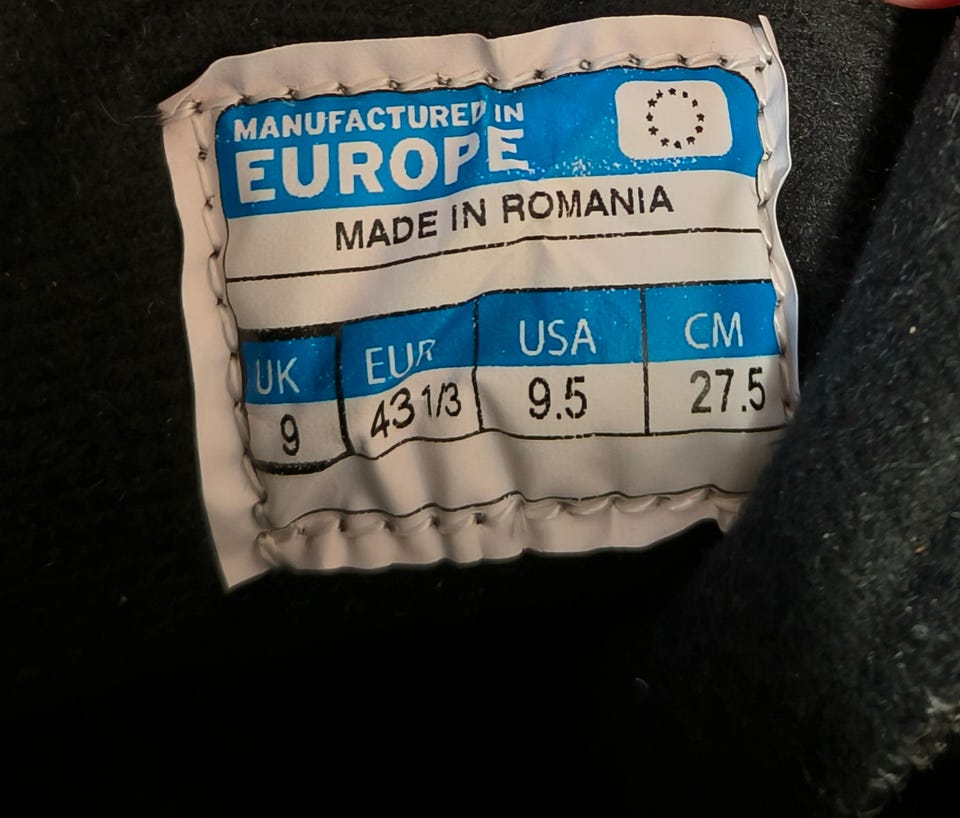 MANUFACTURED IN
EUROPE
MADE IN ROMANIA
UK EUR USA CM
9 43 1/3 9.5 27.5